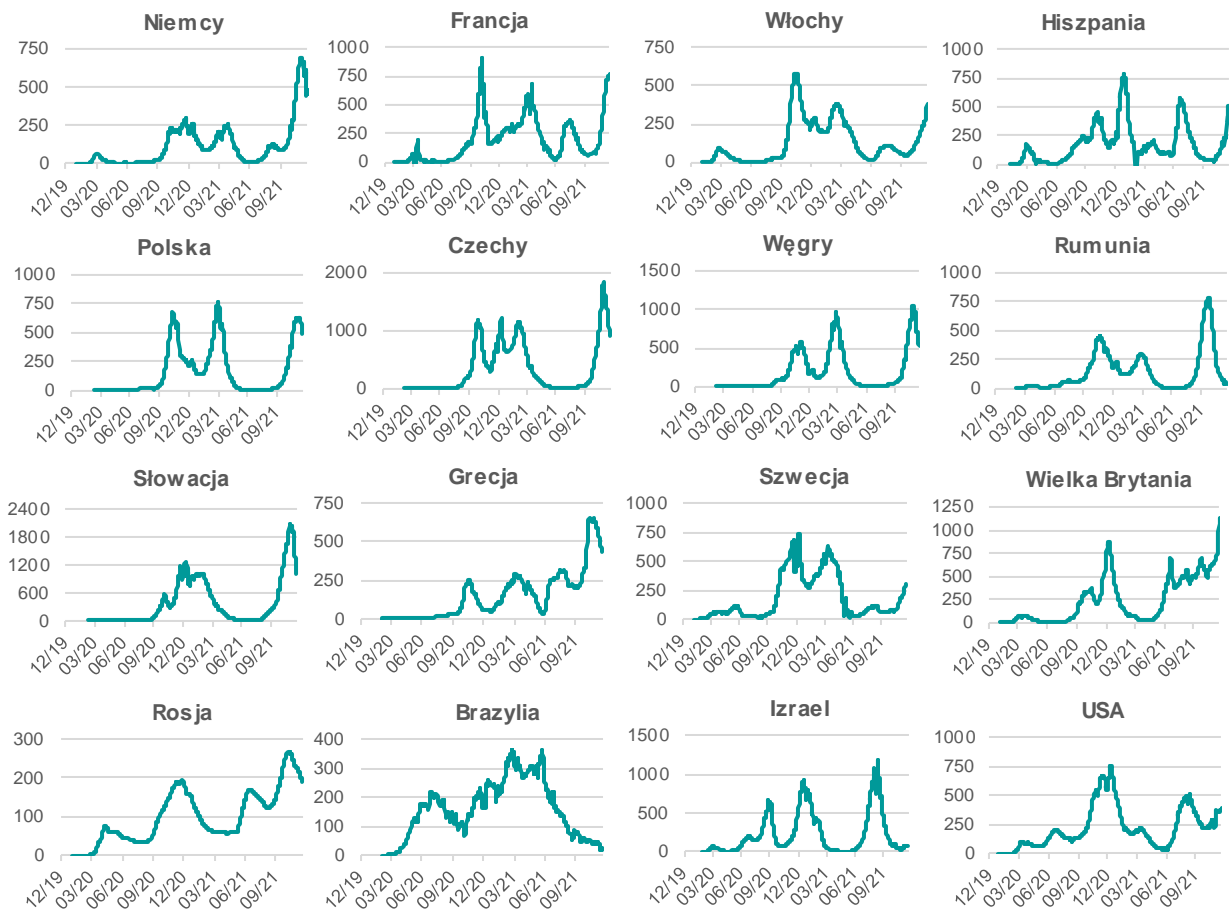 Niemcy
750
500
250
0
12/19 03/20 06/20 09/20 12/20 03/21 06/21 09/21
Francja
1000
750
500
250
0
12/19 03/20 06/20 09/20 12/20 03/21 06/21 09/21
Włochy
750
500
250
0
12/19 03/20 06/20 09/20 12/20 03/21 06/21 09/21
Hiszpania
1000
750
500
250
0
12/19 03/20 06/20 09/20 12/20 03/21 06/21 09/21
Polska
1000
750
500
250
0
12/19 03/20 06/20 09/20 12/20 03/21 06/21 09/21
Czechy
2000
1000
0
12/19 03/20 06/20 09/20 12/20 03/21 06/21 09/21
Węgry
1500
1000
500
0
12/19 03/20 06/20 09/20 12/20 03/21 06/21 09/21
Rumunia
1000
750
500
250
0
12/19 03/20 06/20 09/20 12/20 03/21 06/21 09/21
Słowacja
2400
1800
1200
600
0
12/19 03/20 06/20 09/20 12/20 03/21 06/21 09/21
Grecja
750
500
250
0
12/19 03/20 06/20 09/20 12/20 03/21 06/21 09/21
Szwecja
1000
750
500
250
0
12/19 03/20 06/20 09/20 12/20 03/21 06/21 09/21
Wielka Brytania
1250
1000
750
500
250
0
12/19 03/20 06/20 09/20 12/20 03/21 06/21 09/21
Rosja
300
200
100
0
12/19 03/20 06/20 09/20 12/20 03/21 06/21 09/21
Brazylia
400
300
200
100
0
12/19 03/20 06/20 09/20 12/20 03/21 06/21 09/21
Izrael
1500
1000
500
0
12/19 03/20 06/20 09/20 12/20 03/21 06/21 09/21
USA
1000
750
500
250
0
12/19 03/20 06/20 09/20 12/20 03/21 06/21 09/21